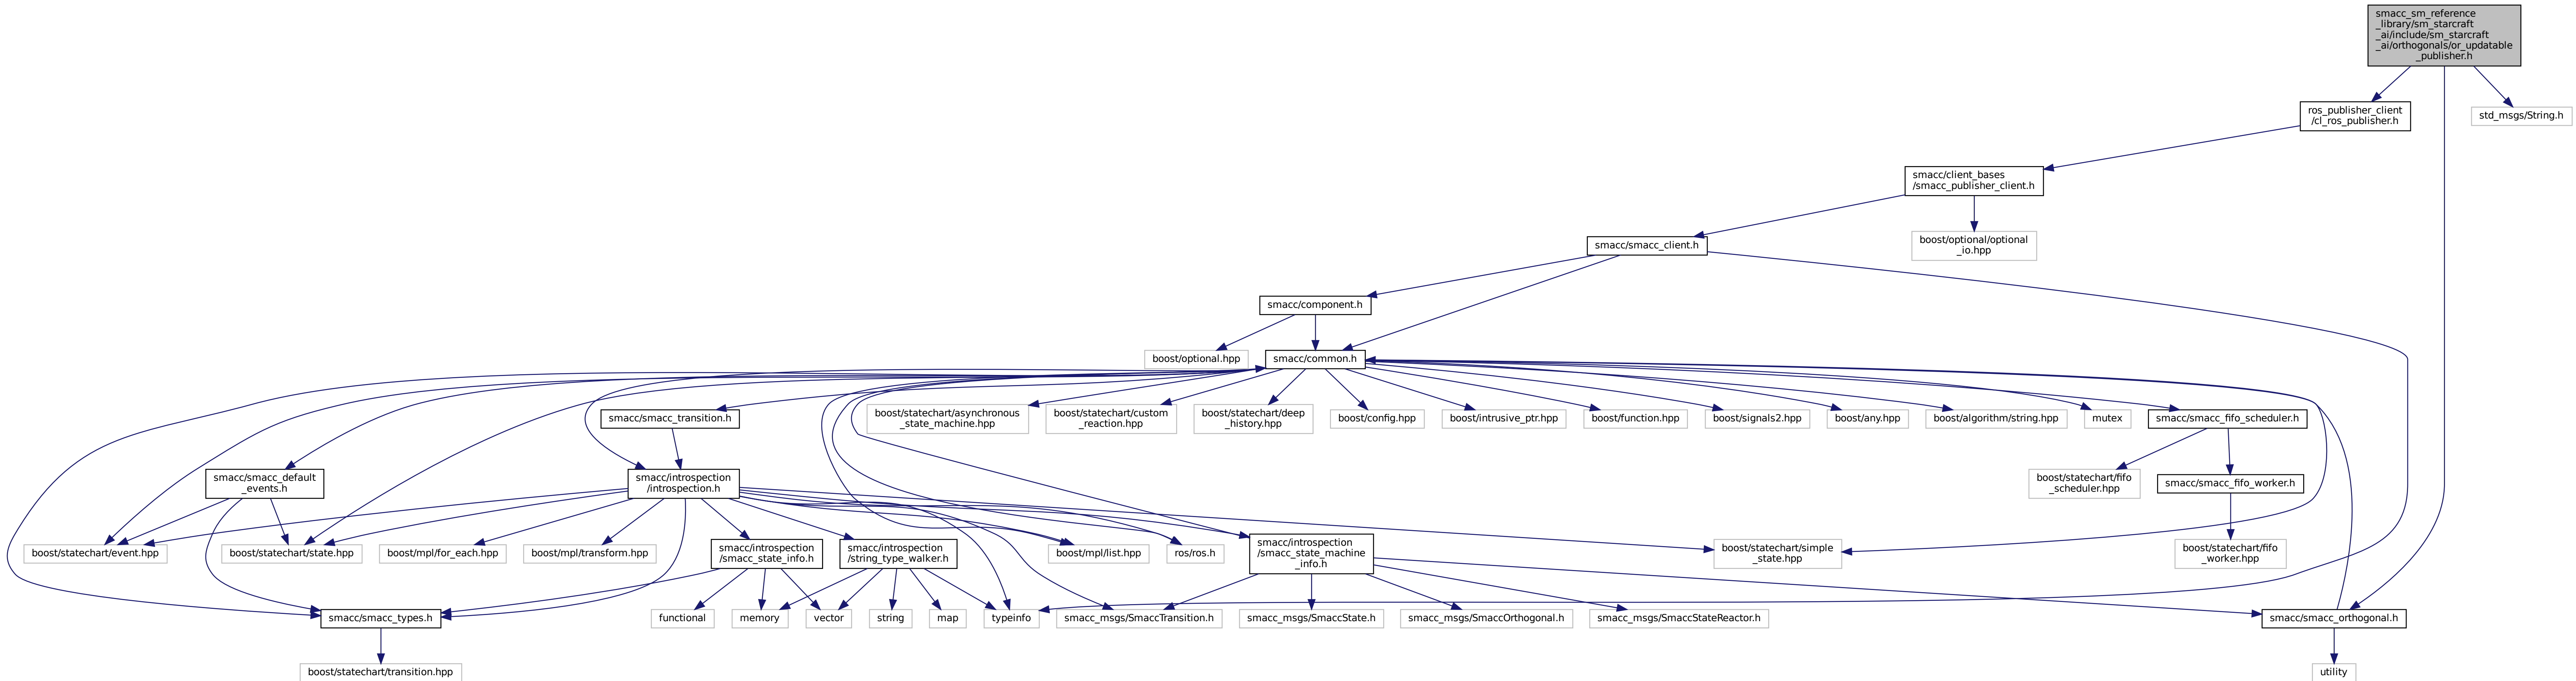 smacc_sm_reference
_library/sm_starcraft
_ai/include/sm_starcraft
_ai/orthogonals/or_updatable
_publisher.h
ros_publisher_client
/cl_ros_publisher.h
std_msgs/String.h
smacc/client_bases
/smacc_publisher_client.h
smacc/smacc_client.h
boost/optional/optional
_io.hpp
smacc/component.h
boost/optional.hpp
smacc/common.h
smacc/smacc_transition.h
boost/statechart/asynchronous
_state_machine.hpp
boost/statechart/custom
_reaction.hpp
boost/statechart/deep
_history.hpp
boost/config.hpp
boost/intrusive_ptr.hpp
boost/function.hpp
boost/signals2.hpp
boost/any.hpp
boost/algorithm/string.hpp
mutex
smacc/smacc_fifo_scheduler.h
smacc/smacc_default
_events.h
smacc/introspection
/introspection.h
boost/statechart/fifo
_scheduler.hpp
smacc/smacc_fifo_worker.h
boost/statechart/event.hpp
boost/statechart/state.hpp
boost/mpl/for_each.hpp
boost/mpl/transform.hpp
smacc/introspection
/smacc_state_info.h
smacc/introspection
/string_type_walker.h
boost/mpl/list.hpp
ros/ros.h
smacc/introspection
/smacc_state_machine
_info.h
boost/statechart/simple
_state.hpp
boost/statechart/fifo
_worker.hpp
smacc/smacc_types.h
functional
memory
vector
string
map
typeinfo
smacc_msgs/SmaccTransition.h
smacc_msgs/SmaccState.h
smacc_msgs/SmaccOrthogonal.h
smacc_msgs/SmaccStateReactor.h
smacc/smacc_orthogonal.h
boost/statechart/transition.hpp
utility